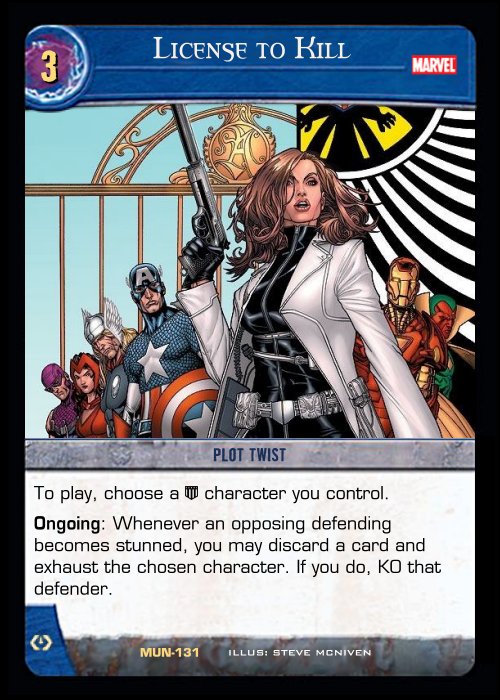 3
LICENSE TO KILL
MARVEL
PLOT TWIST
To play, choose a character you control.
Ongoing: Whenever an opposing defending
becomes stunned, you may discard a card and
exhaust the chosen character. If you do, KO that
defender.
MUN-131 ILLUS: STEVE MCNIVEN